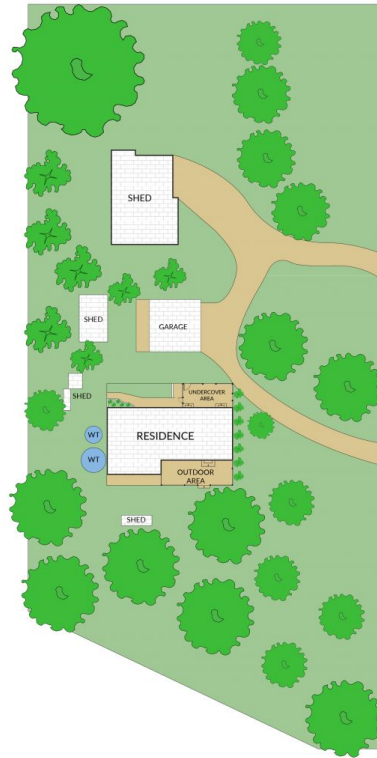 SHED
SHED
GARAGE
SHED
UNDERCOVER
AREA
RESIDENCE
WT
WT
OUTDOOR
AREA
SHED